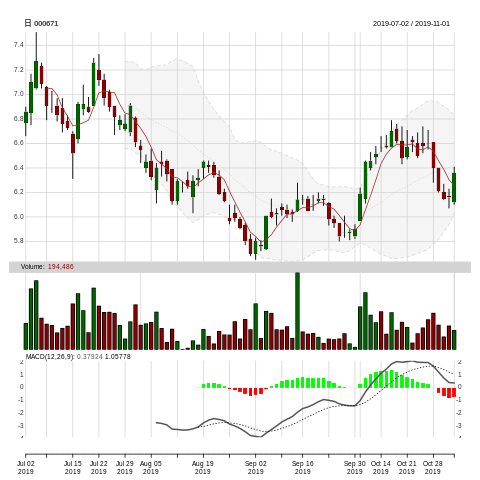 日 000671
2019-07-02 / 2019-11-01
7.4
7.2
7.0
6.8
6.6
6.4
6.2
6.0
5.8
Volume: 194,486
MACD(12,26,9): 0.37924 1.05778
2 2
1 1
0 0
-1 -1
-2 -2
-3 -3
-4 -4
Jul 02 Jul 15 Jul 22 Jul 29 Aug 05 Aug 19 Sep 02 Sep 16 Sep 30 Oct 14 Oct 21 Oct 28
2019 2019 2019 2019 2019 2019 2019 2019 2019 2019 2019 2019